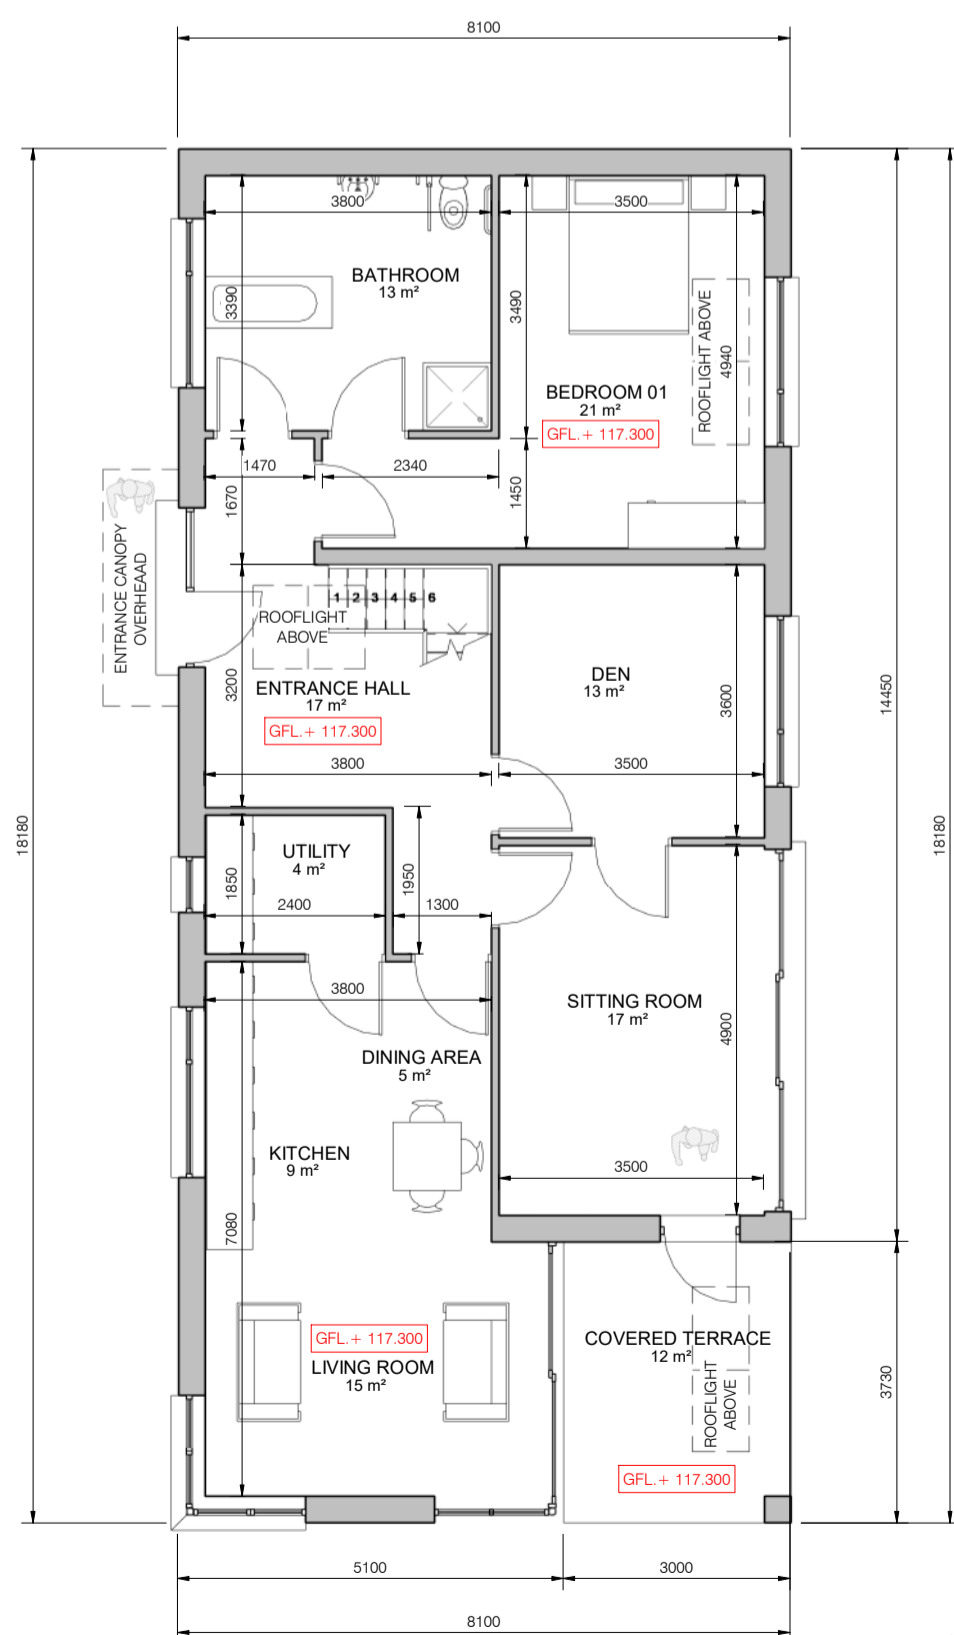 8100
3800
3500
BATHROOM
13 m²
3390
3490
ROOFLIGHT ABOVE
4940
BEDROOM 01
21 m²
GFL.+ 117.300
1470
2340
1670
1450
ENTRANCE CANOPY
OVERHEAAD
1 2 3 4 5 6
ROOFLIGHT
ABOVE
3200
ENTRANCE HALL
17 m²
GFL.+ 117.300
3800
DEN
13 m²
3600
3500
14450
18180
18180
UTILITY
4 m²
1850
2400
1950
1300
3800
SITTING ROOM
17 m²
4900
DINING AREA
5 m²
KITCHEN
9 m²
3500
7080
GFL.+ 117.300
LIVING ROOM
15 m²
COVERED TERRACE
12 m²
ROOFLIGHT
ABOVE
3730
GFL.+ 117.300
5100
3000
8100